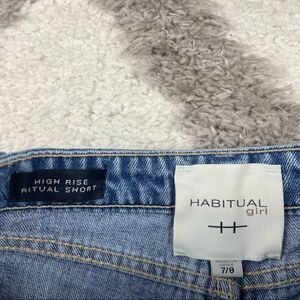 HIGH RISE
RITUAL SHORT
HABITUAL
girl
7/8